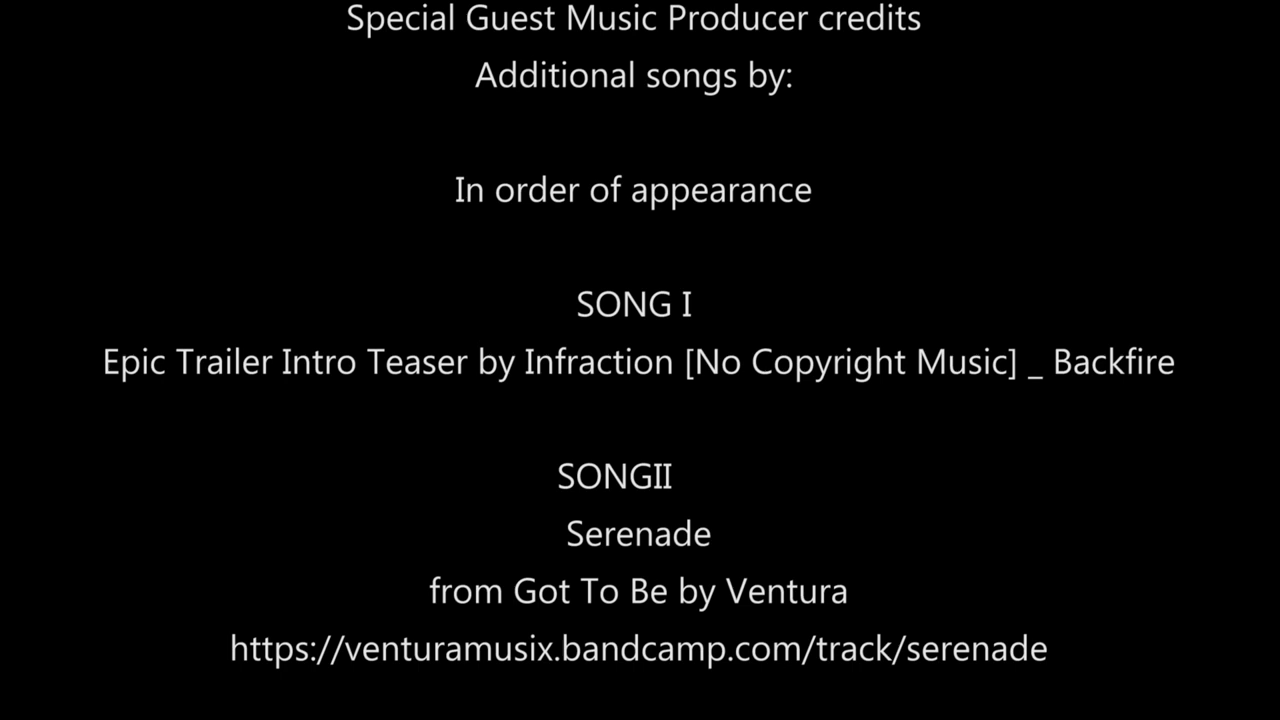 Special Guest Music Producer credits
Additional songs by:
In order of appearance
SONG I
Epic Trailer Intro Teaser by Infraction [No Copyright Music] _ Backfire
SONGII
Serenade
from Got To Be by Ventura
https://venturamusix.bandcamp.com/track/serenade